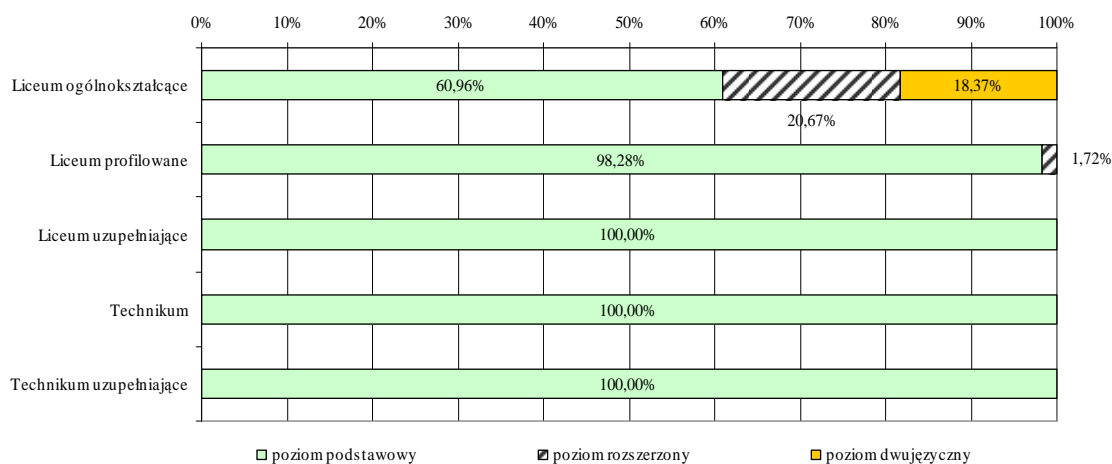 0% 10% 20% 30% 40% 50% 60% 70% 80% 90% 100%
Liceum ogólnokształcące 60,96% 18,37%
20,67%
Liceum profilowane 98,28% 1,72%
Liceum uzupełniające 100,00%
Technikum 100,00%
Technikum uzupełniające 100,00%
poziom podstawowy poziom rozszerzony poziom dwujęzyczny